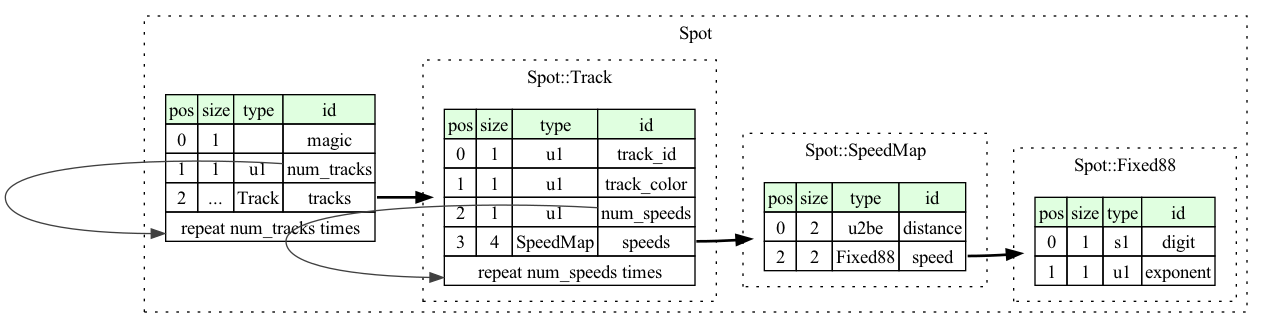 Spot
pos size type id
0 1 magic
1 1 u1 num_tracks
2 ... Track tracks
repeat num_tracks times
Spot::Track
pos size type id
0 1 u1 track_id
1 1 u1 track_color
2 1 u1 num_speeds
3 4 SpeedMap speeds
repeat num_speeds times
Spot::SpeedMap
pos size type id
0 2 u2be distance
2 2 Fixed88 speed
Spot::Fixed88
pos size type id
0 1 s1 digit
1 1 u1 exponent